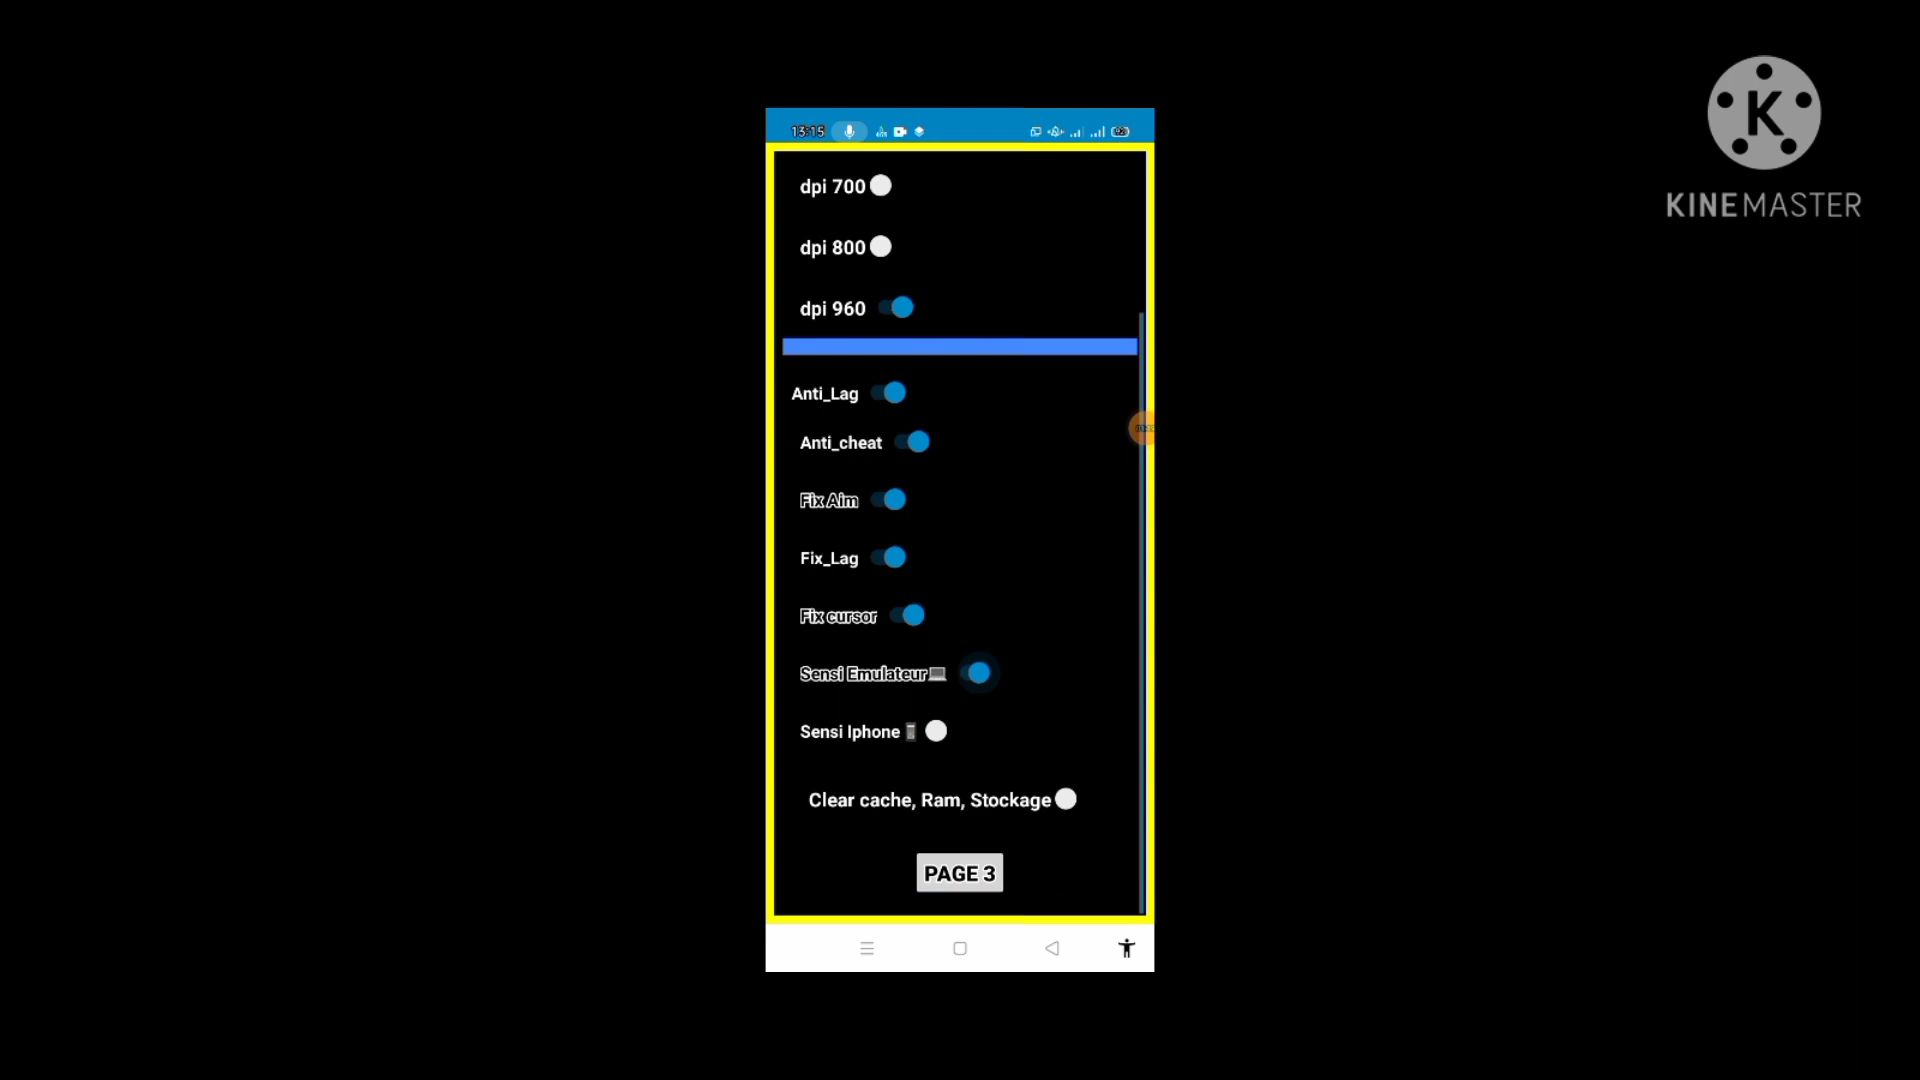 13:15
K
KINEMASTER
dpi 700
dpi 800
dpi 960
Anti_Lag
Anti_cheat
Fix Aim
Fix_Lag
Fix cursor
Sensi Emulateur
Sensi Iphone
Clear cache, Ram, Stockage
PAGE 3